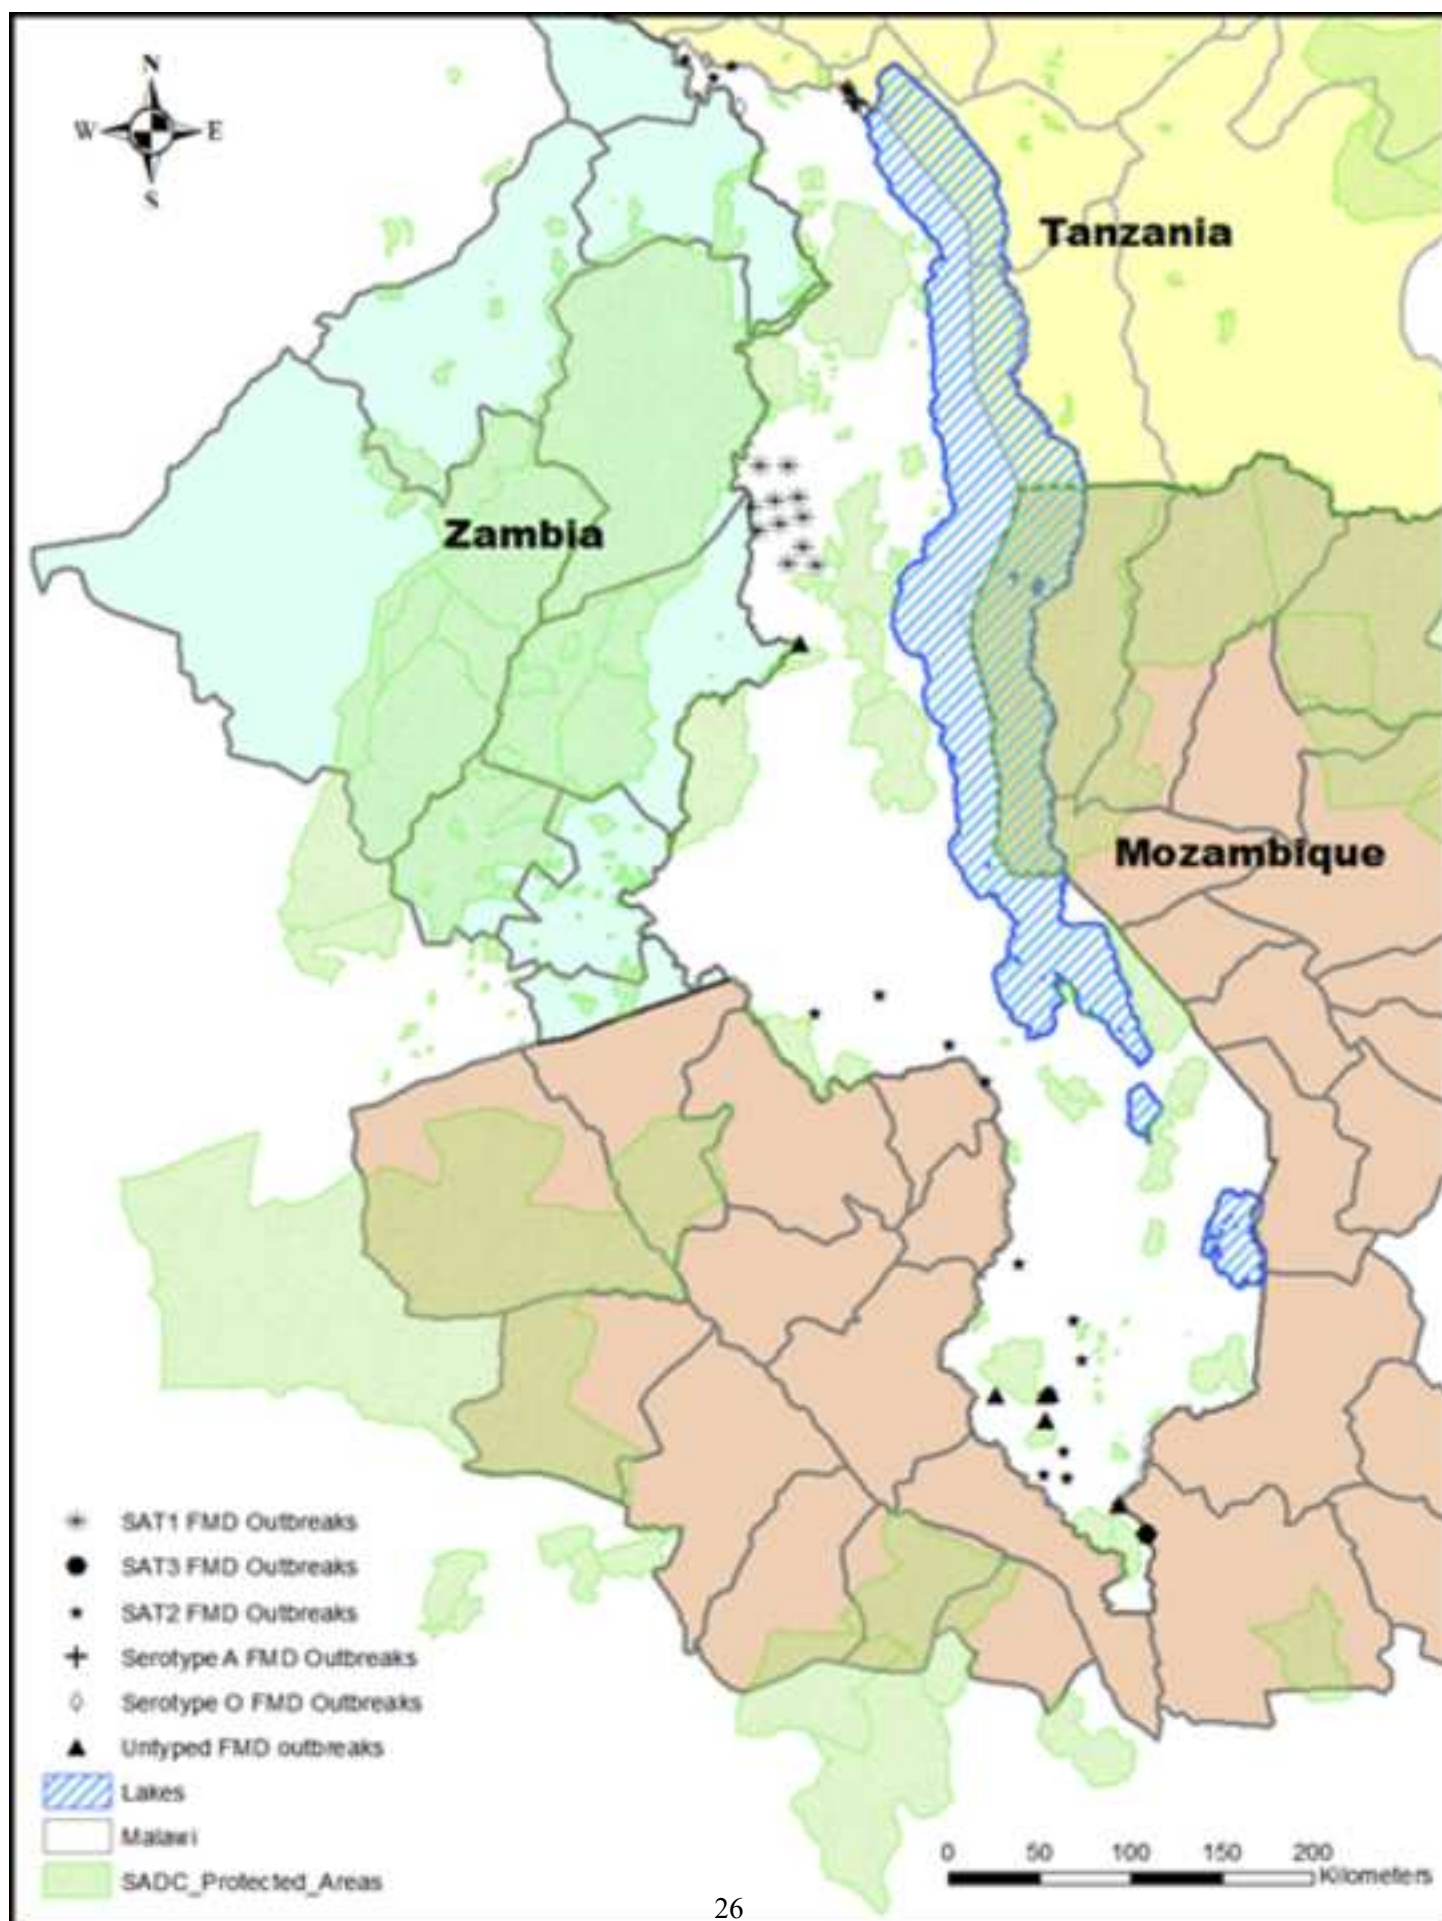 N
W E
S
Tanzania
Zambia
Mozambique
SAT1 FMD Outbreaks
SAT3 FMD Outbreaks
SAT2 FMD Outbreaks
Serotype A FMD Outbreaks
Serotype O FMD Outbreaks
Untyped FMD outbreaks
Lakes
Malawi
SADC_Protected_Areas
0 50 100 150 200
Kilometers
26